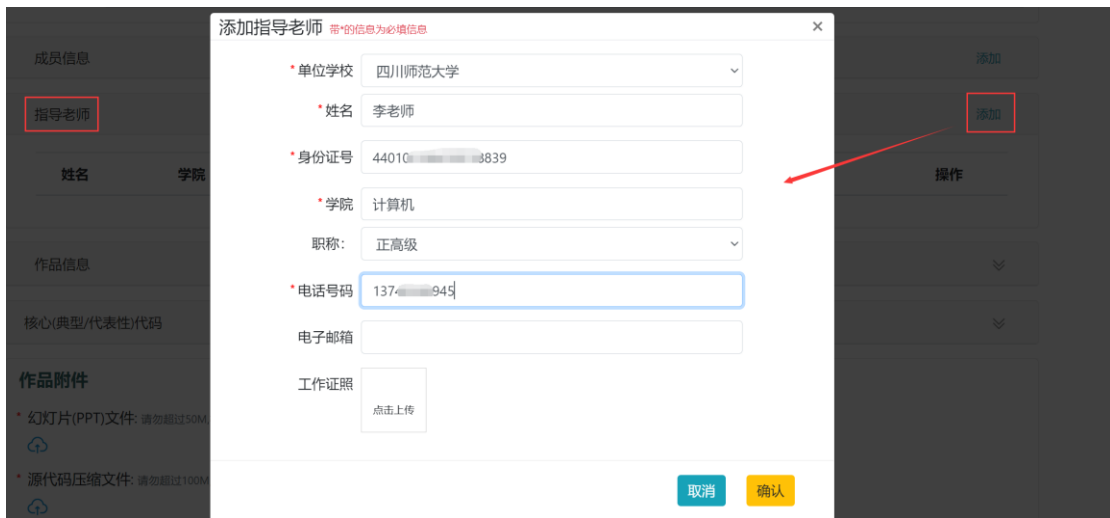 添加指导老师 带*的信息为必填信息 ×
成员信息 添加
*单位学校 四川师范大学
指导老师 添加
*姓名 李老师
*身份证号 44010 8839
姓名 学院 操作
*学院 计算机
职称： 正高级
作品信息
*电话号码 137 945
核心(典型/代表性)代码
电子邮箱
作品附件
工作证照
点击上传
* 幻灯片(PPT)文件: 请勿超过50M,
* 源代码压缩文件: 请勿超过100M
取消 确认